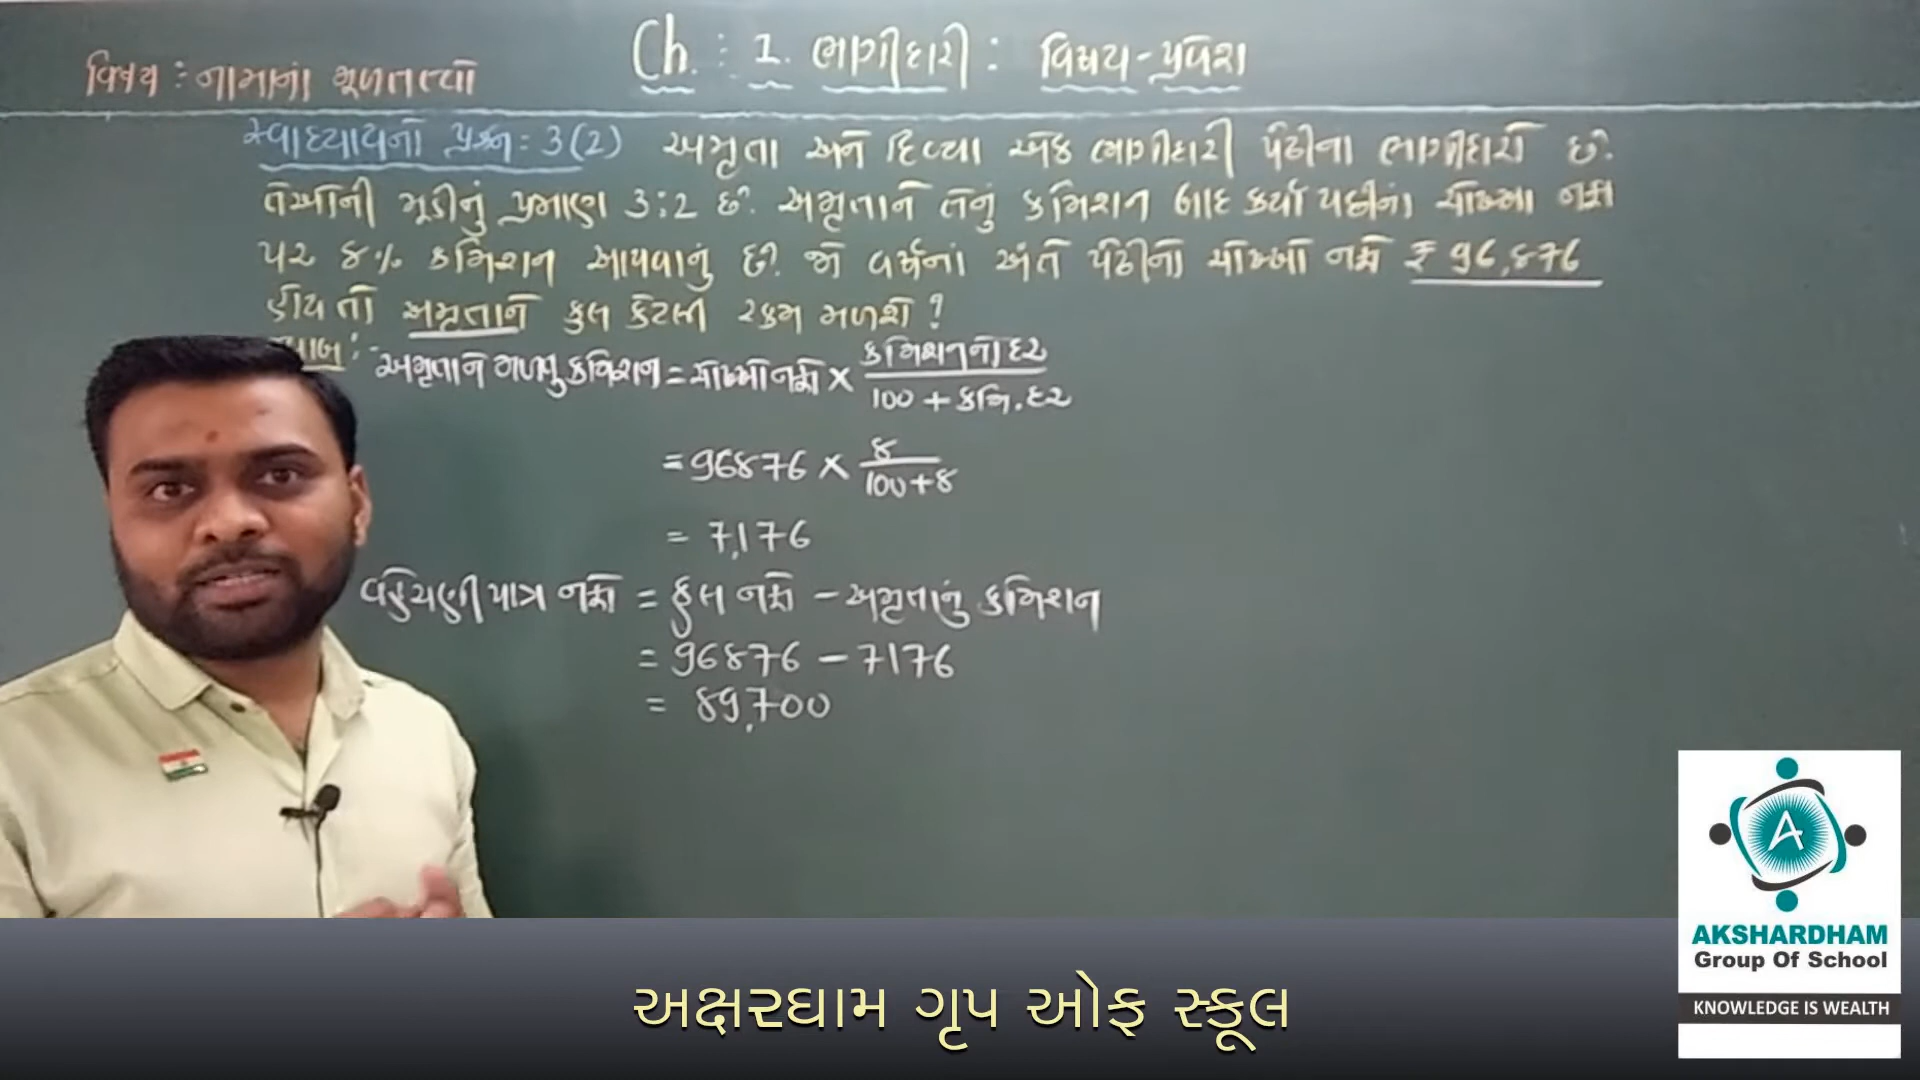 Ch : 1. ભાગીદારી : વિષય-પ્રવેશ
વિષય : નામાનાં મૂળતત્વો
સ્વાધ્યાયનો પ્રશ્ન : 3(2) અમૃતા અને દિવ્યા એક ભાગીદારી પેઢીના ભાગીદારો છે.
તેઓની મૂડીનું પ્રમાણ 3:2 છે. અમૃતાને તેનું કમિશન બાદ કર્યા પછીનાં ચોખ્ખા નફા
પર 8% કમિશન આપવાનું છે. જો વર્ષનાં અંતે પેઢીનો ચોખ્ખો નફો ₹ 96,876
હોય તો અમૃતાને કુલ કેટલી રકમ મળશે ?
અમૃતાને મળેલું કમિશન = ચોખ્ખો નફો × કમિશનનો દર
100 + કમિ. દર
= 96876 × 8
100+8
= 7,176
વહેંચણીપાત્ર નફો = કુલ નફો - અમૃતાનું કમિશન
= 96876 - 7176
= 89,700
A
AKSHARDHAM
Group Of School
KNOWLEDGE IS WEALTH
અક્ષરધામ ગૃપ ઓફ સ્કૂલ